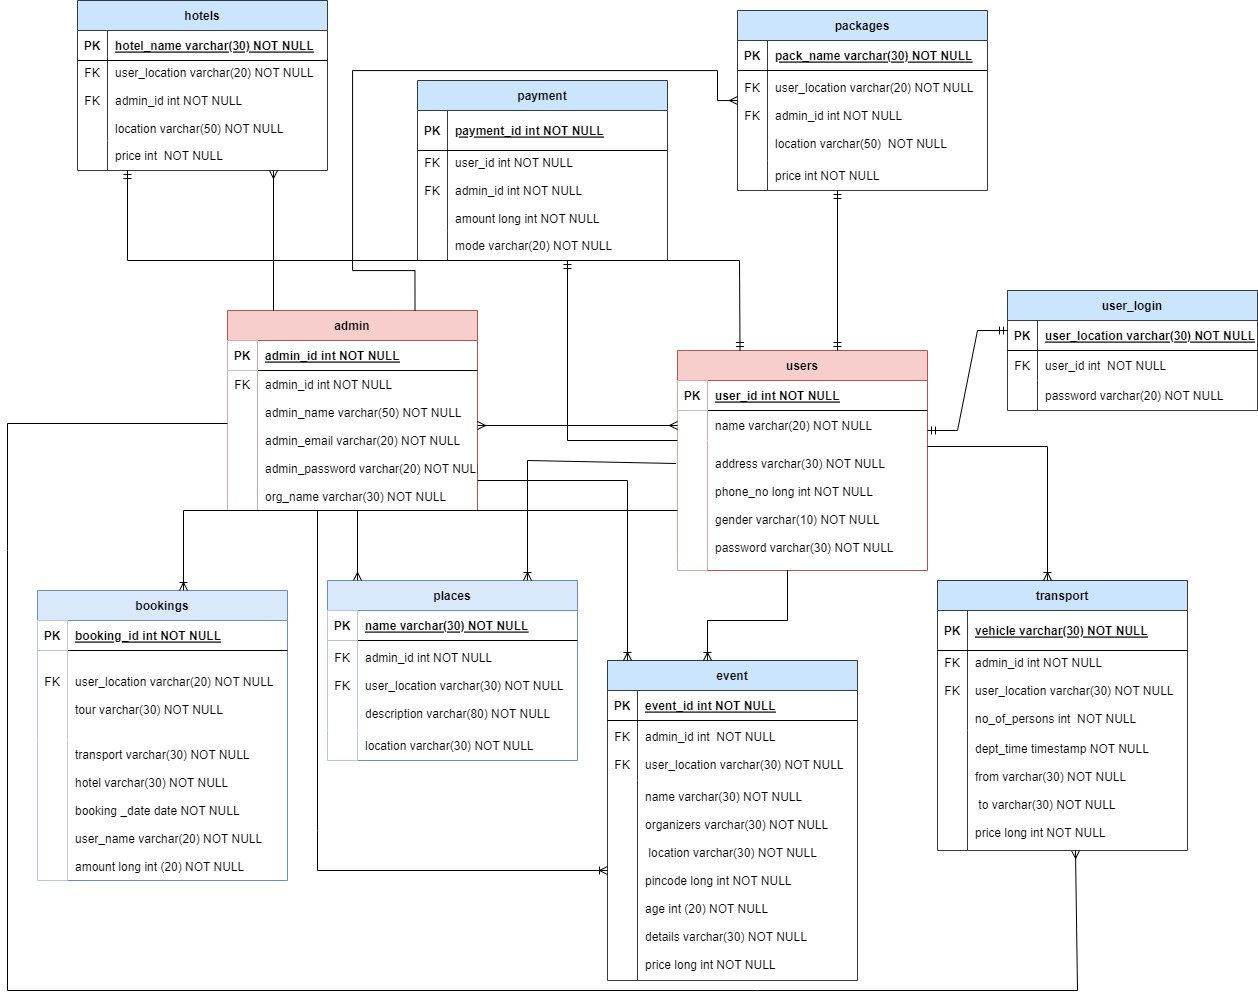 hotels
PK hotel_name varchar(30) NOT NULL
FK user_location varchar(20) NOT NULL
FK admin_id int NOT NULL
location varchar(50) NOT NULL
price int  NOT NULL
packages
PK pack_name varchar(30) NOT NULL
FK user_location varchar(20) NOT NULL
FK admin_id int NOT NULL
location varchar(50)  NOT NULL
price int NOT NULL
payment
PK payment_id int NOT NULL
FK user_id int NOT NULL
FK admin_id int NOT NULL
amount long int NOT NULL
mode varchar(20) NOT NULL
admin
PK admin_id int NOT NULL
FK admin_id int NOT NULL
admin_name varchar(50) NOT NULL
admin_email varchar(20) NOT NULL
admin_password varchar(20) NOT NUL
org_name varchar(30) NOT NULL
users
PK user_id int NOT NULL
name varchar(20) NOT NULL
address varchar(30) NOT NULL
phone_no long int NOT NULL
gender varchar(10) NOT NULL
password varchar(30) NOT NULL
user_login
PK user_location varchar(30) NOT NULL
FK user_id int  NOT NULL
password varchar(20) NOT NULL
bookings
PK booking_id int NOT NULL
FK user_location varchar(20) NOT NULL
tour varchar(30) NOT NULL
transport varchar(30) NOT NULL
hotel varchar(30) NOT NULL
booking _date date NOT NULL
user_name varchar(20) NOT NULL
amount long int (20) NOT NULL
places
PK name varchar(30) NOT NULL
FK admin_id int NOT NULL
FK user_location varchar(30) NOT NULL
description varchar(80) NOT NULL
location varchar(30) NOT NULL
event
PK event_id int NOT NULL
FK admin_id int  NOT NULL
FK user_location varchar(30) NOT NULL
name varchar(30) NOT NULL
organizers varchar(30) NOT NULL
location varchar(30) NOT NULL
pincode long int NOT NULL
age int (20) NOT NULL
details varchar(30) NOT NULL
price long int NOT NULL
transport
PK vehicle varchar(30) NOT NULL
FK admin_id int NOT NULL
FK user_location varchar(30) NOT NULL
no_of_persons int  NOT NULL
dept_time timestamp NOT NULL
from varchar(30) NOT NULL
to varchar(30) NOT NULL
price long int NOT NULL